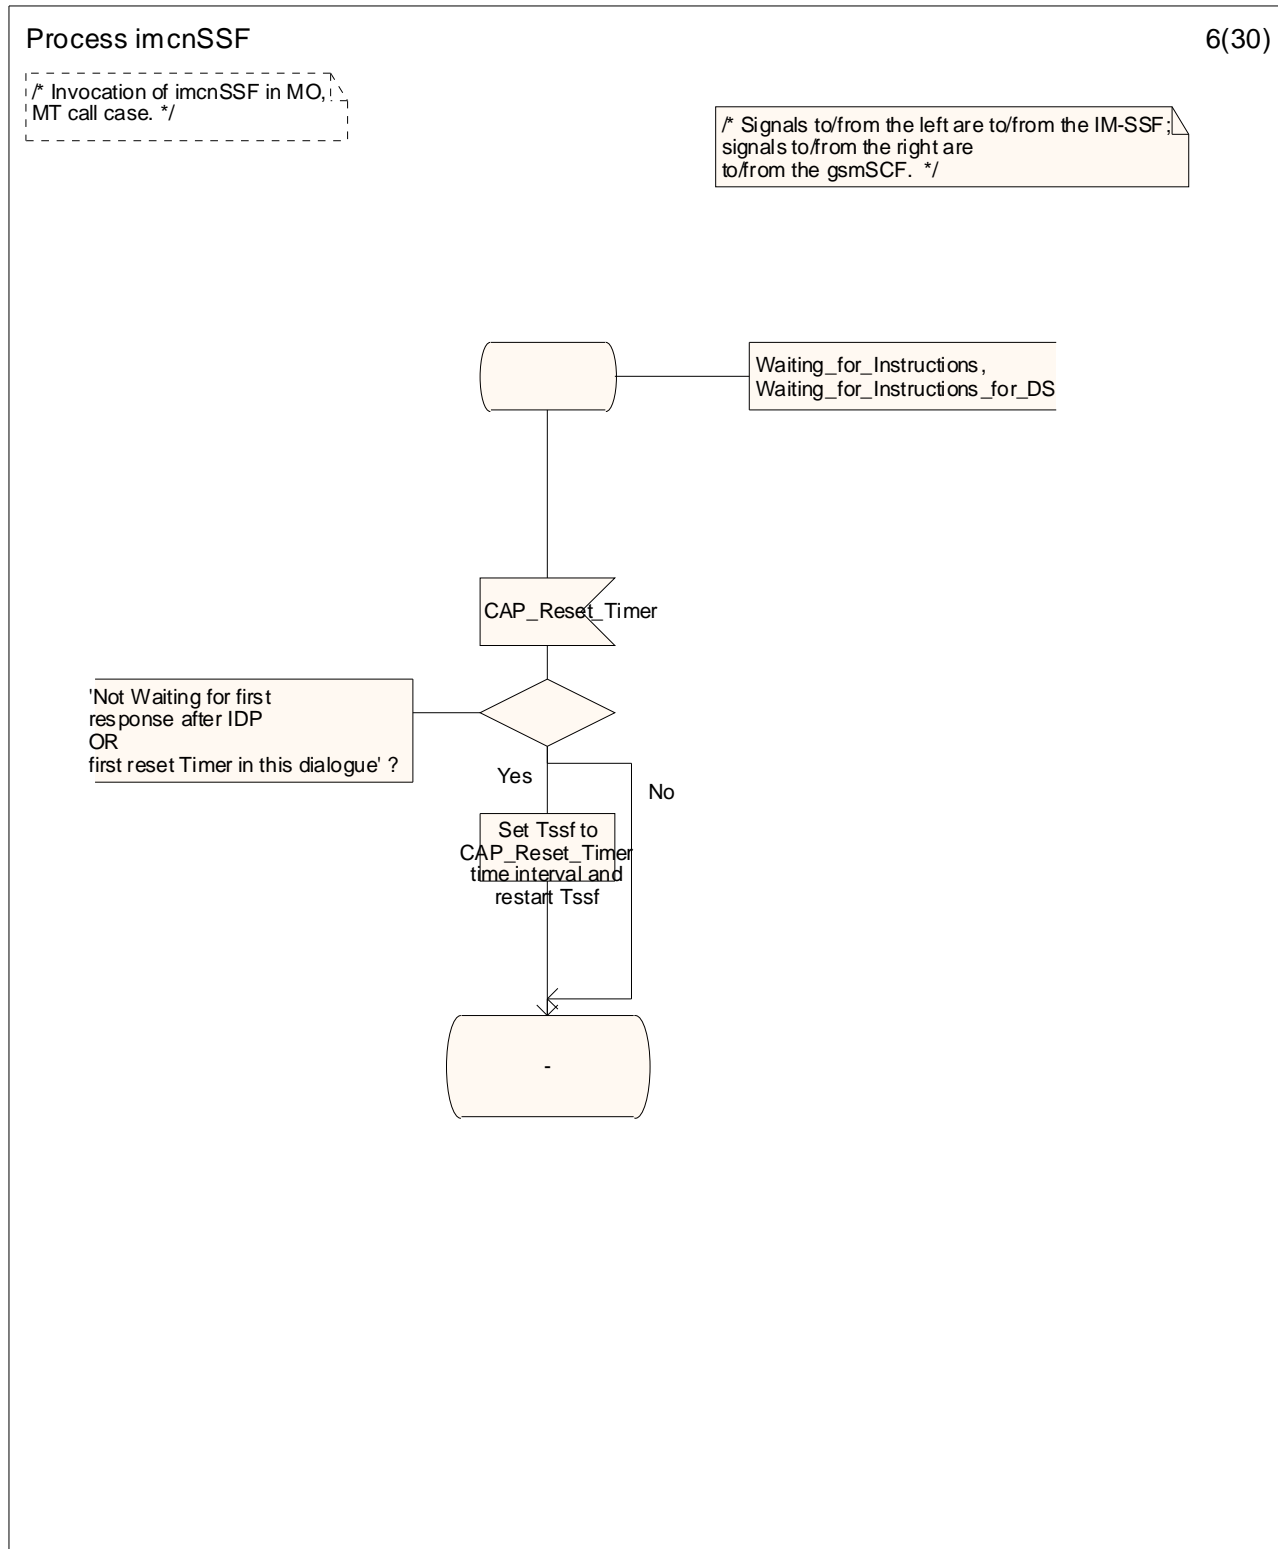 Process imcnSSF
6(30)
/* Invocation of imcnSSF in MO,
MT call case. */
/* Signals to/from the left are to/from the IM-SSF;
signals to/from the right are
to/from the gsmSCF. */
Waiting_for_Instructions,
Waiting_for_Instructions_for_DS
CAP_Reset_Timer
'Not Waiting for first
response after IDP
OR
first reset Timer in this dialogue' ?
Yes
No
Set Tssf to
CAP_Reset_Timer
time interval and
restart Tssf
-